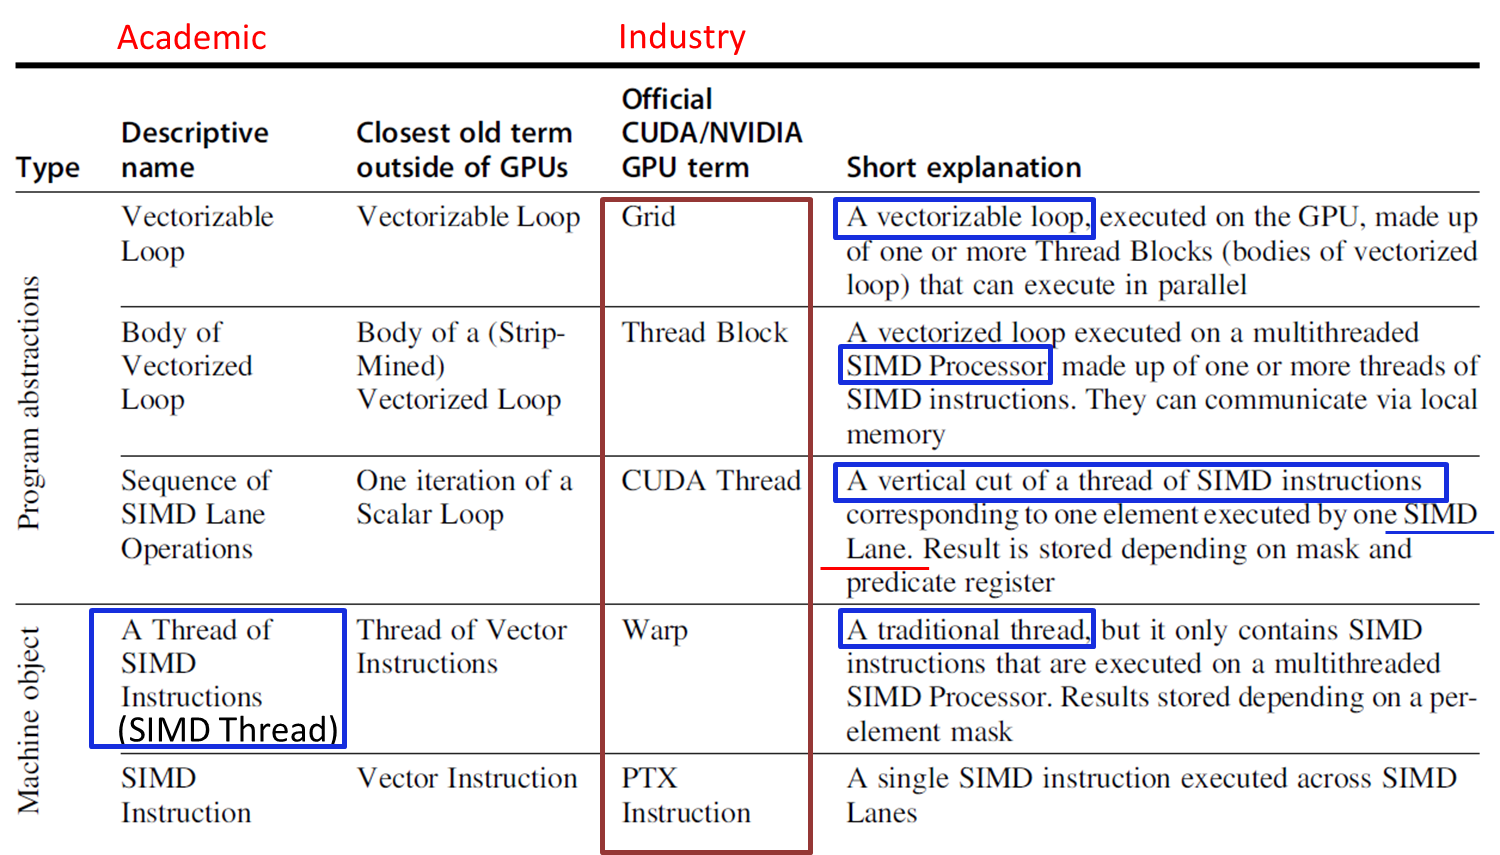 Academic
Industry
Type
Descriptive
name
Closest old term
outside of GPUs
Official
CUDA/NVIDIA
GPU term
Short explanation
Program abstractions
Vectorizable
Loop
Vectorizable Loop
Grid
A vectorizable loop, executed on the GPU, made up
of one or more Thread Blocks (bodies of vectorized
loop) that can execute in parallel
Body of
Vectorized
Loop
Body of a (Strip-
Mined)
Vectorized Loop
Thread Block
A vectorized loop executed on a multithreaded
SIMD Processor, made up of one or more threads of
SIMD instructions. They can communicate via local
memory
Sequence of
SIMD Lane
Operations
One iteration of a
Scalar Loop
CUDA Thread
A vertical cut of a thread of SIMD instructions
corresponding to one element executed by one SIMD
Lane. Result is stored depending on mask and
predicate register
Machine object
A Thread of
SIMD
Instructions
(SIMD Thread)
Thread of Vector
Instructions
Warp
A traditional thread, but it only contains SIMD
instructions that are executed on a multithreaded
SIMD Processor. Results stored depending on a per-
element mask
SIMD
Instruction
Vector Instruction
PTX
Instruction
A single SIMD instruction executed across SIMD
Lanes